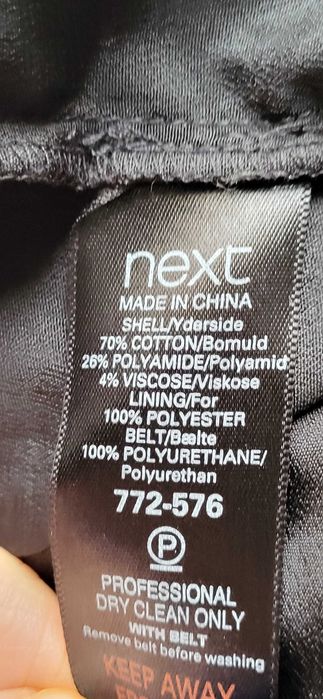 next
MADE IN CHINA
SHELL/Yderside
70% COTTON/Bomuld
26% POLYAMIDE/Polyamid
4% VISCOSE/Viskose
LINING/For
100% POLYESTER
BELT/Bælte
100% POLYURETHANE/
Polyurethan
772-576
P
PROFESSIONAL
DRY CLEAN ONLY
WITH BELT
Remove belt before washing
KEEP AWAY